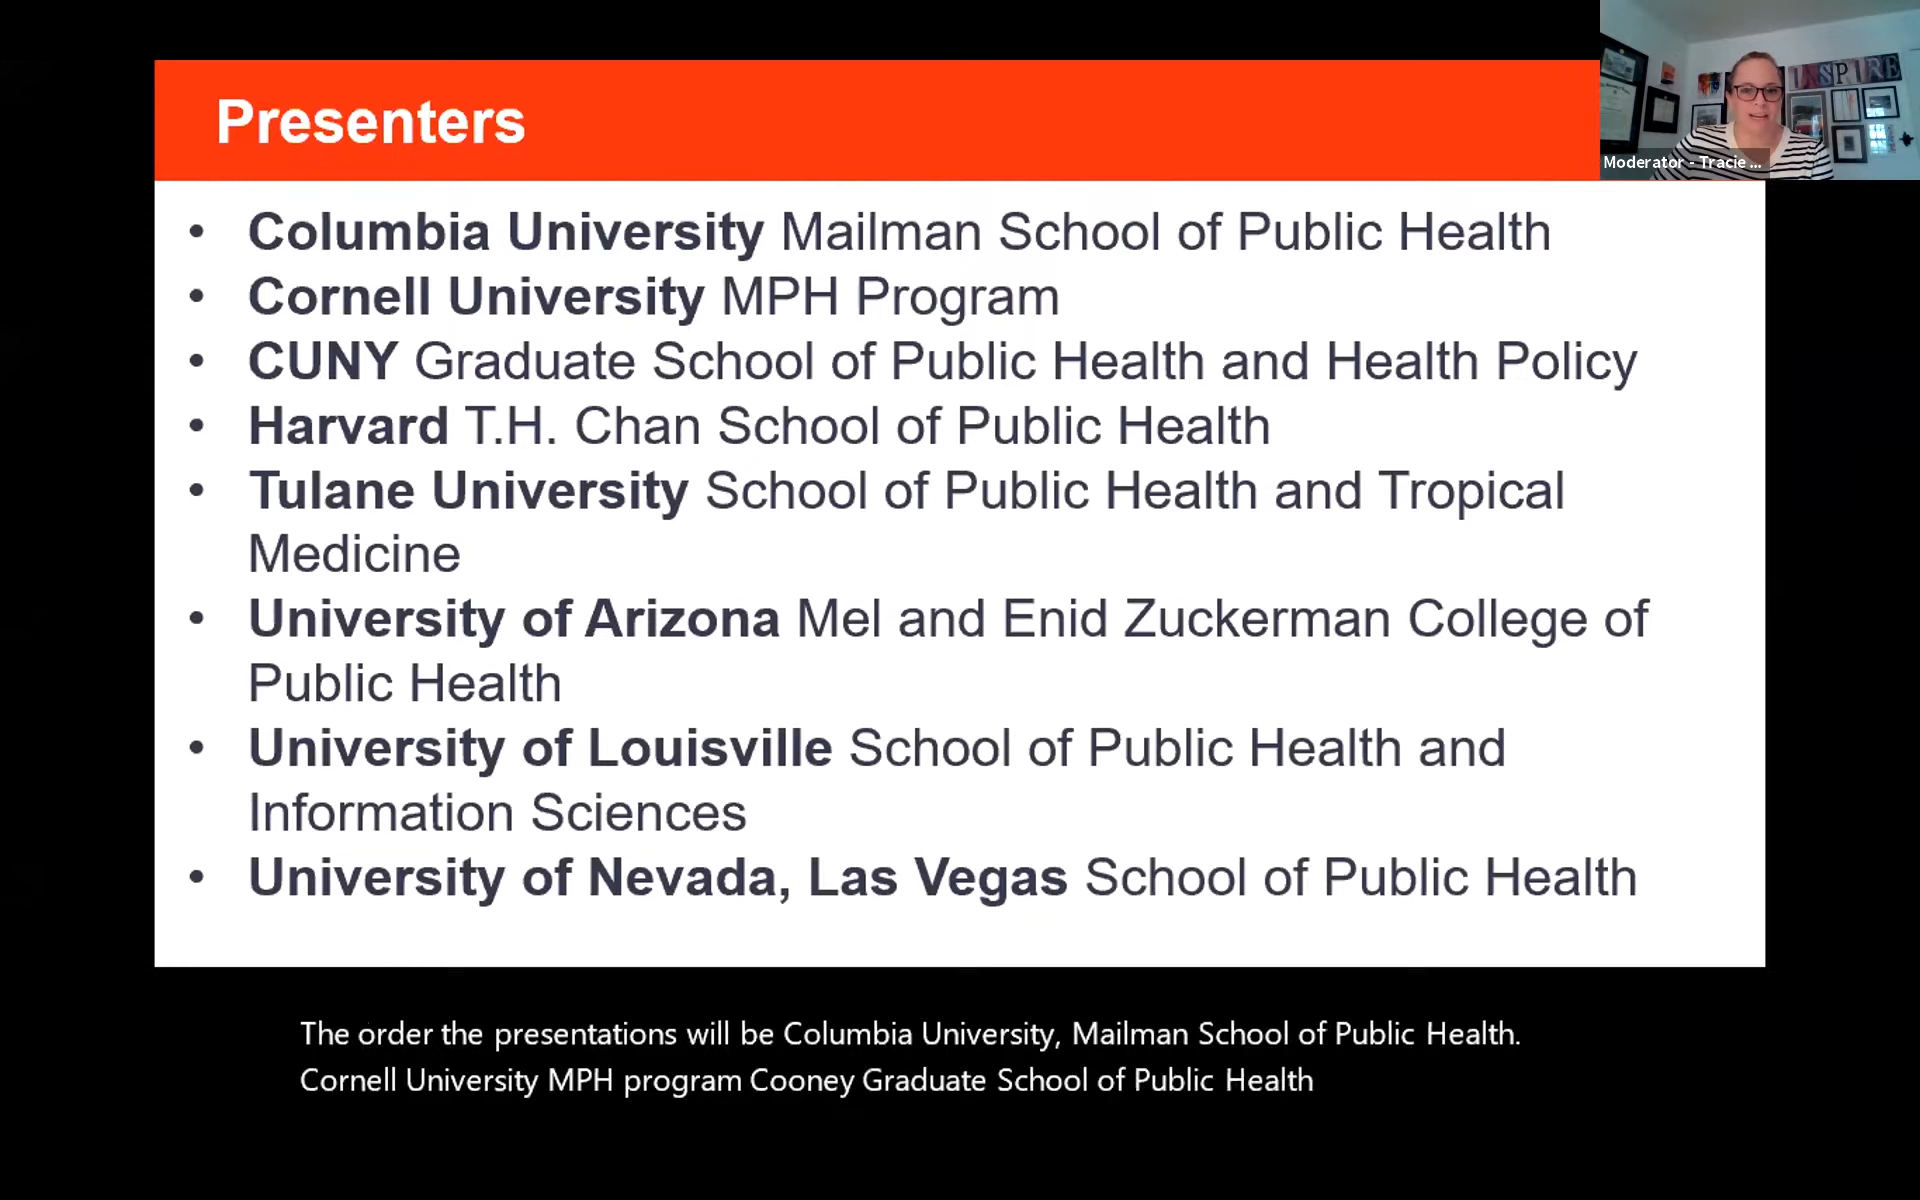 Presenters
INSPIRE
Moderator - Tracie ...
• Columbia University Mailman School of Public Health
• Cornell University MPH Program
• CUNY Graduate School of Public Health and Health Policy
• Harvard T.H. Chan School of Public Health
• Tulane University School of Public Health and Tropical
Medicine
• University of Arizona Mel and Enid Zuckerman College of
Public Health
• University of Louisville School of Public Health and
Information Sciences
• University of Nevada, Las Vegas School of Public Health
The order the presentations will be Columbia University, Mailman School of Public Health.
Cornell University MPH program Cooney Graduate School of Public Health